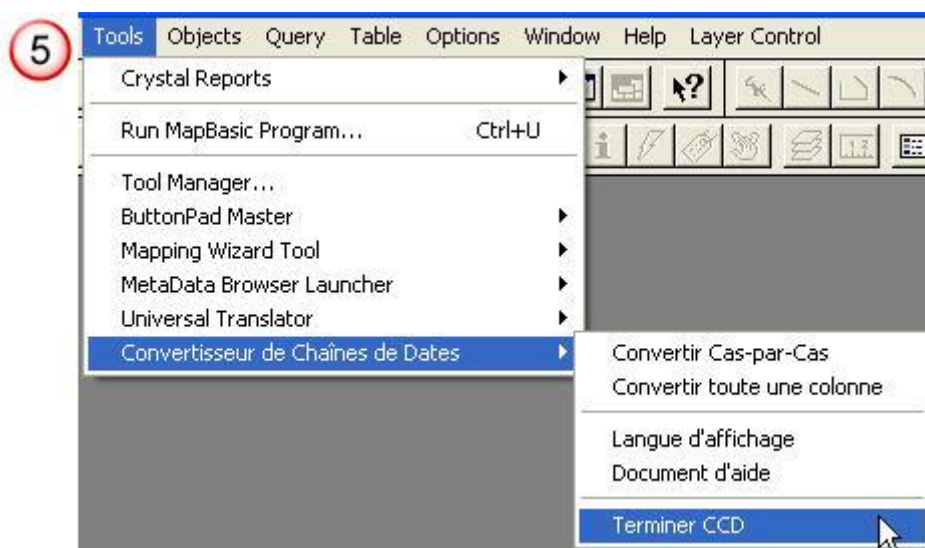 5
Tools Objects Query Table Options Window Help Layer Control
Crystal Reports
Run MapBasic Program... Ctrl+U
Tool Manager...
ButtonPad Master
Mapping Wizard Tool
MetaData Browser Launcher
Universal Translator
Convertisseur de Chaînes de Dates
Convertir Cas-par-Cas
Convertir toute une colonne
Langue d'affichage
Document d'aide
Terminer CCD